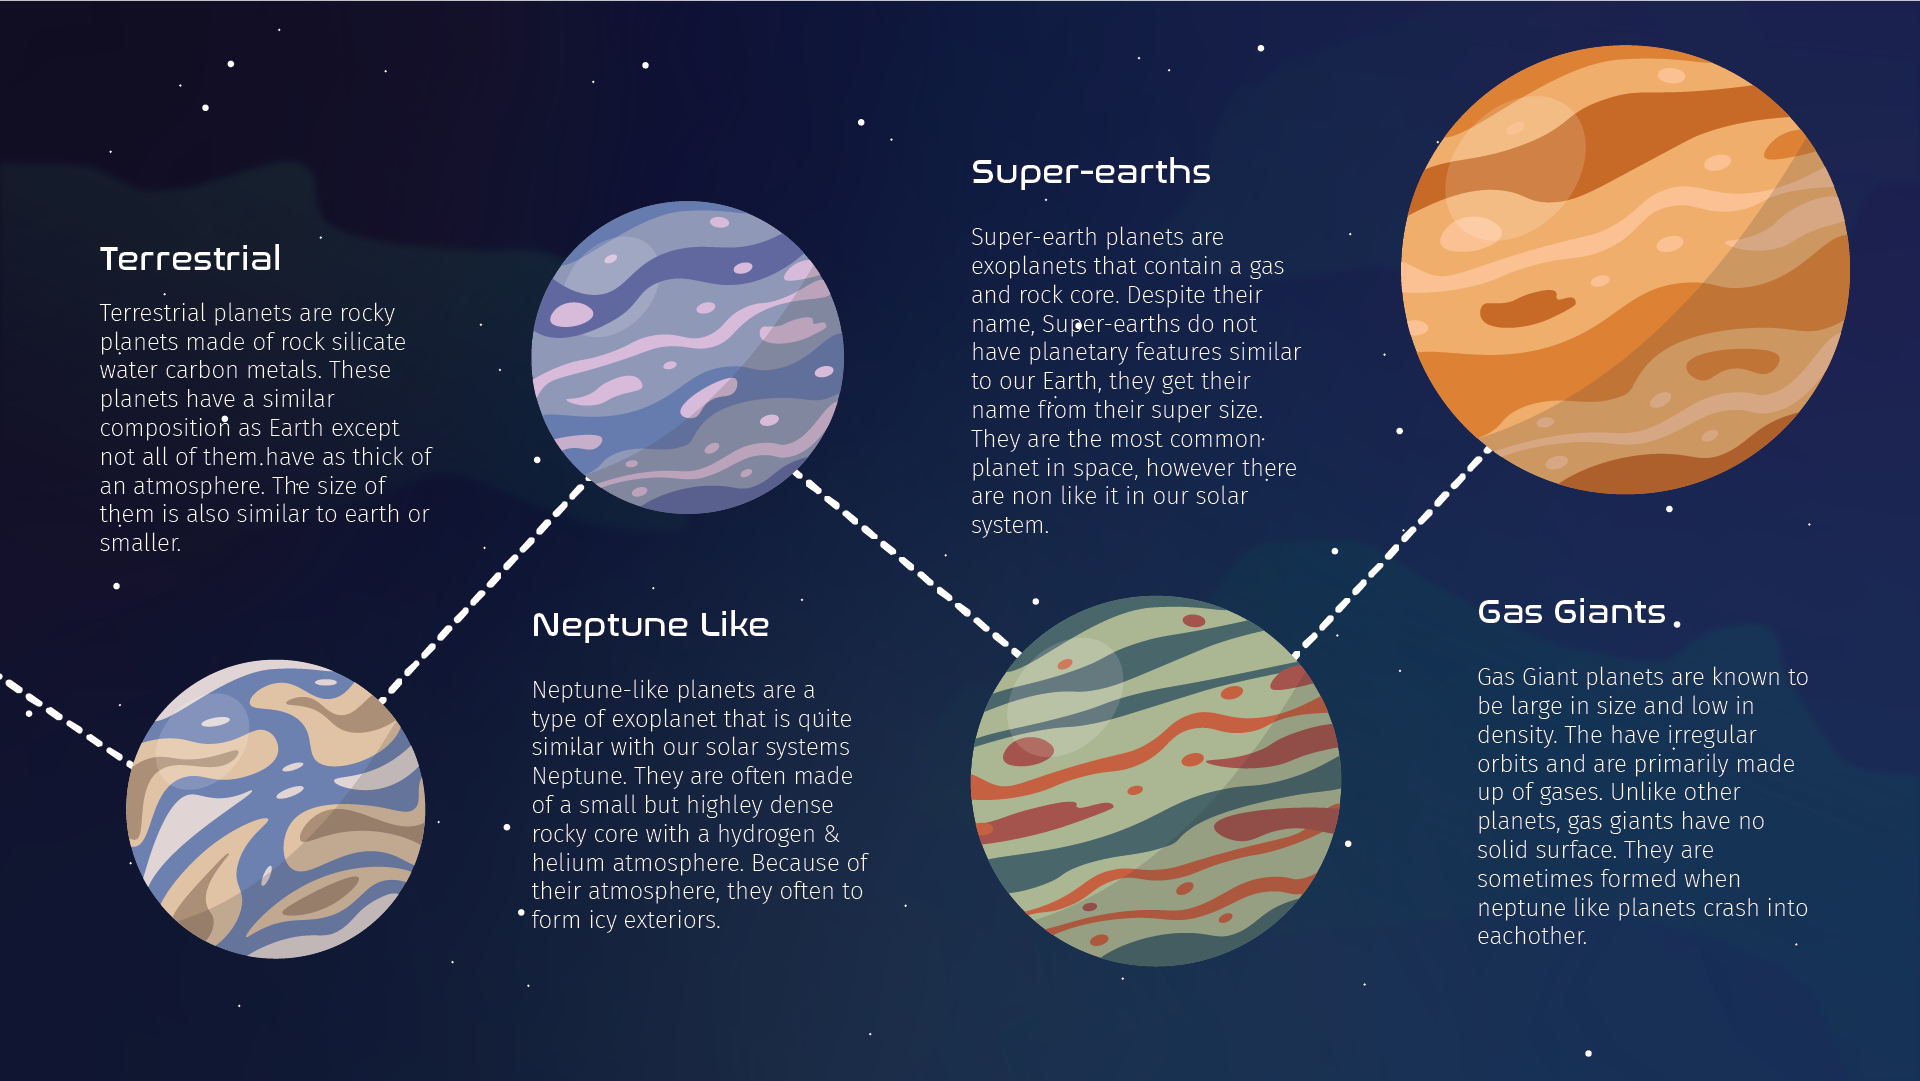 Terrestrial
Terrestrial planets are rocky
planets made of rock silicate
water carbon metals. These
planets have a similar
composition as Earth except
not all of them have as thick of
an atmosphere. The size of
them is also similar to earth or
smaller.
Neptune Like
Neptune-like planets are a
type of exoplanet that is quite
similar with our solar systems
Neptune. They are often made
of a small but highley dense
rocky core with a hydrogen &
helium atmosphere. Because of
their atmosphere, they often to
form icy exteriors.
Super-earths
Super-earth planets are
exoplanets that contain a gas
and rock core. Despite their
name, Super-earths do not
have planetary features similar
to our Earth, they get their
name from their super size.
They are the most common
planet in space, however there
are non like it in our solar
system.
Gas Giants
Gas Giant planets are known to
be large in size and low in
density. The have irregular
orbits and are primarily made
up of gases. Unlike other
planets, gas giants have no
solid surface. They are
sometimes formed when
neptune like planets crash into
eachother.